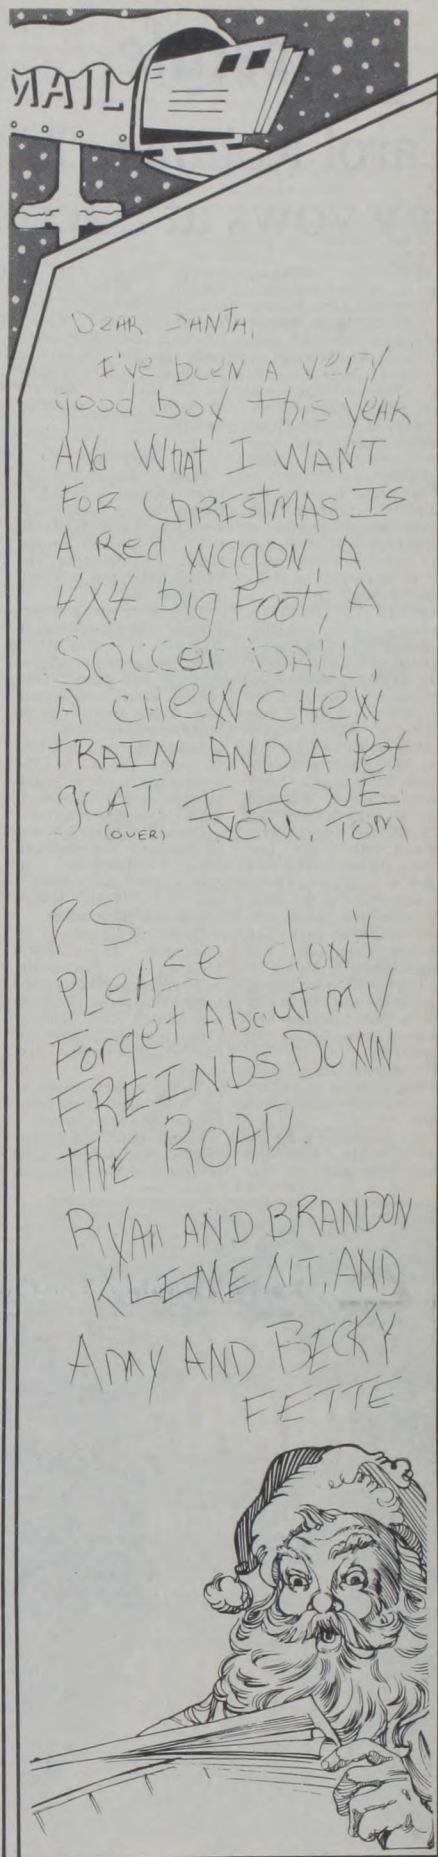 MAIL
DEAR SANTA,
I've been A very
good boy this YEAR
ANd What I WANT
FOR CHRISTMAS IS
A Red wagon, A
4X4 big Foot, A
SOCCer BALL,
A CHEW CHEW
tRAIN AND A Pet
gOAT I LOVE
(OVER) YOU, TOM
P.S.
PLeASe don't
Forget About my
FREINDS DOWN
THE ROAD.
RYAn AND BRANDON
KLEMENT, AND
Amy AND BECKY
FETTE